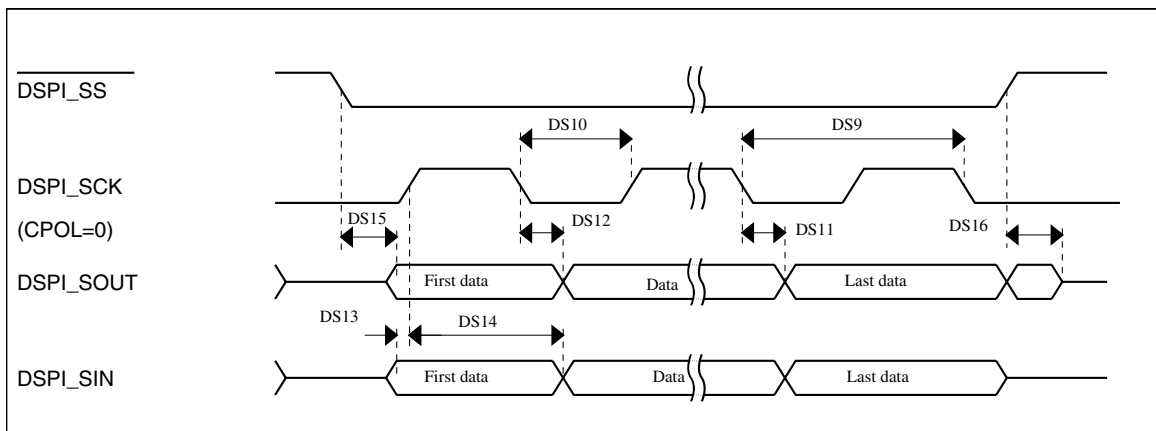 DSPI_SS
DS10
DS9
DSPI_SCK
(CPOL=0)
DS15
DS12
DS11
DS16
DSPI_SOUT
First data
Data
Last data
DS13
DS14
DSPI_SIN
First data
Data
Last data